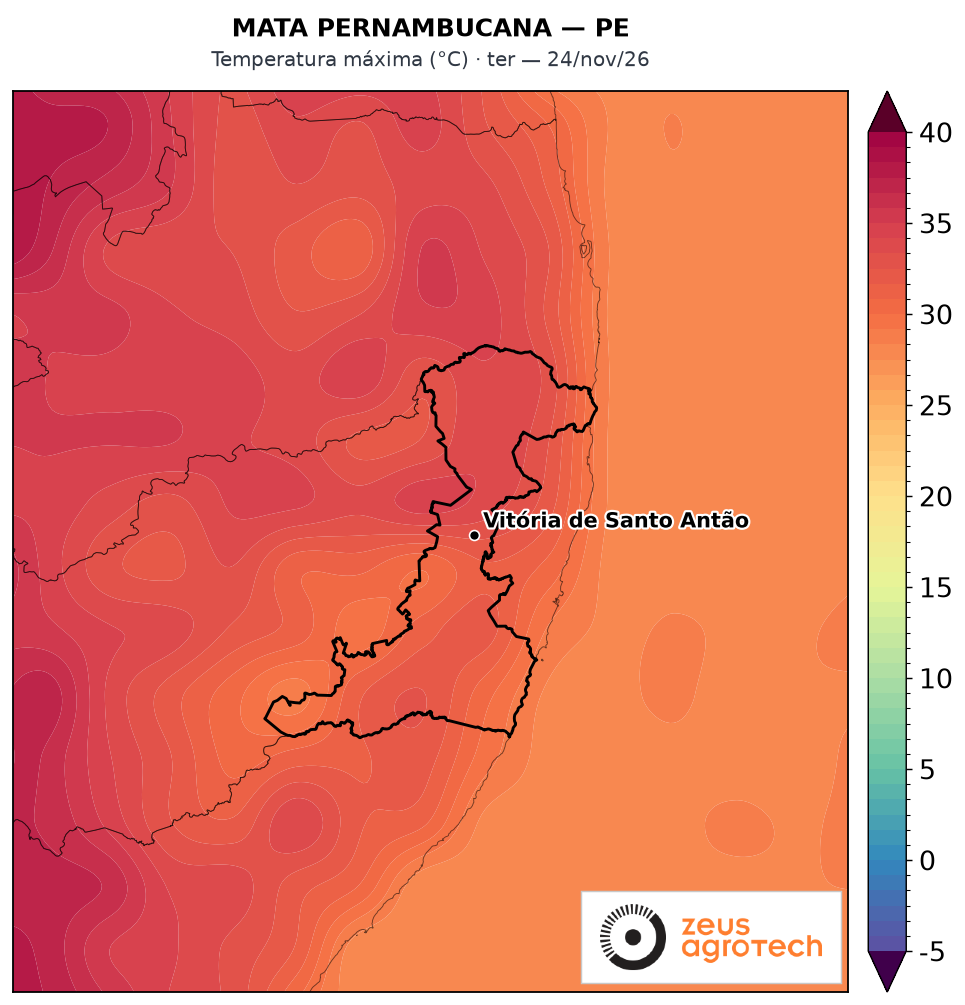 MATA PERNAMBUCANA — PE
Temperatura máxima (°C) · ter — 24/nov/26
40
35
30
25
20
15
10
5
0
-5
Vitória de Santo Antão
zeus
agrotech